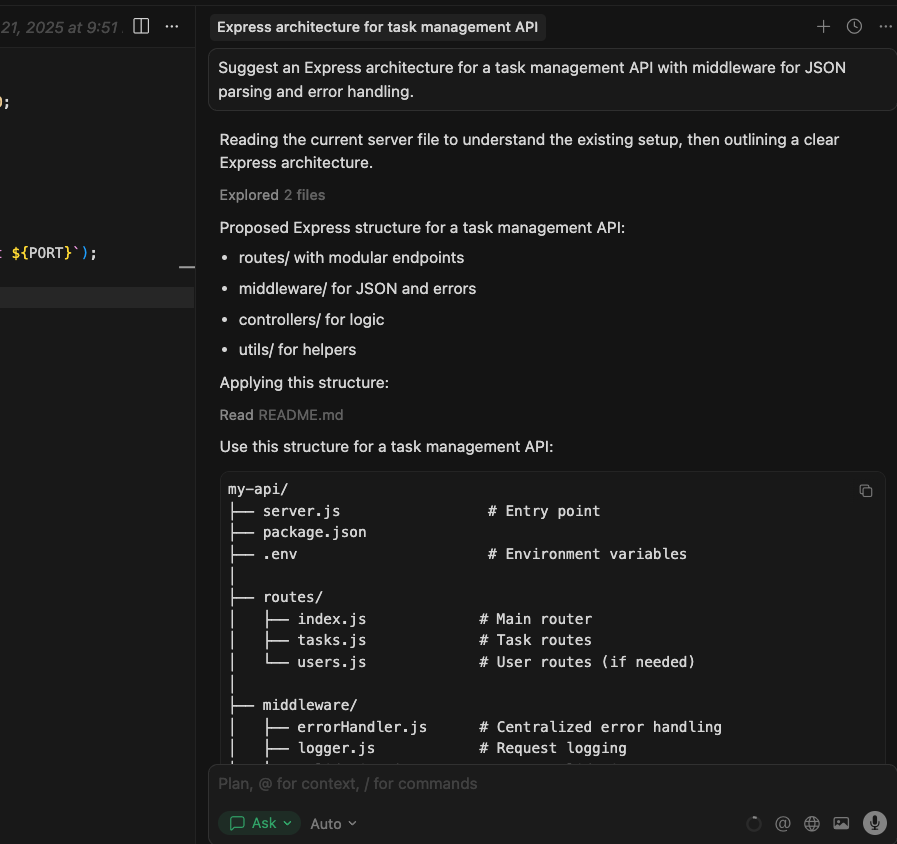 21, 2025 at 9:51
Express architecture for task management API
Suggest an Express architecture for a task management API with middleware for JSON
parsing and error handling.
;
${PORT}`);
Reading the current server file to understand the existing setup, then outlining a clear
Express architecture.
Explored 2 files
Proposed Express structure for a task management API:
• routes/ with modular endpoints
• middleware/ for JSON and errors
• controllers/ for logic
• utils/ for helpers
Applying this structure:
Read README.md
Use this structure for a task management API:
my-api/
├── server.js # Entry point
├── package.json
├── .env # Environment variables
│
├── routes/
│   ├── index.js # Main router
│   ├── tasks.js # Task routes
│   └── users.js # User routes (if needed)
│
├── middleware/
│   ├── errorHandler.js # Centralized error handling
│   ├── logger.js # Request logging
Plan, @ for context, / for commands
Ask
Auto